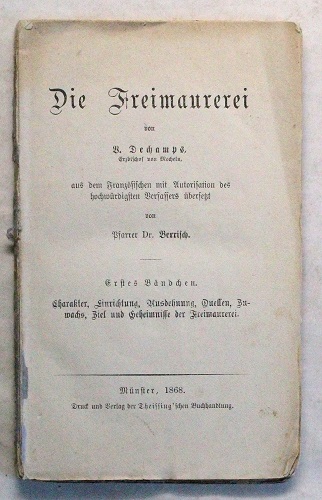 Die Freimaurerei
von
V. Dechamps,
Erzbischof von Mecheln.
aus dem Französischen mit Autorisation des
hochwürdigsten Verfassers übersetzt
von
Pfarrer Dr. Berrisch.
Erstes Bändchen.
Charakter, Einrichtung, Ausdehnung, Quellen, Zu-
wachs, Ziel und Geheimnisse der Freimaurerei.
Münster, 1868.
Druck und Verlag der Theissing'schen Buchhandlung.